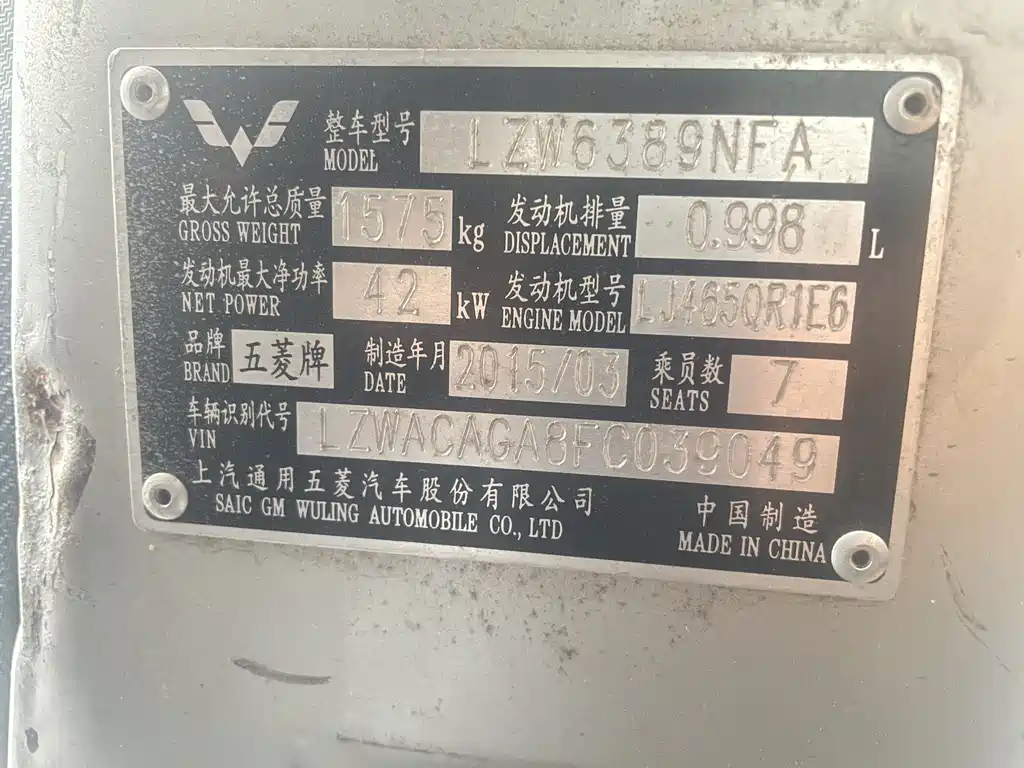 整车型号 MODEL LZW6389NFA
最大允许总质量 GROSS WEIGHT 1575 kg 发动机排量 DISPLACEMENT 0.998 L
发动机最大净功率 NET POWER 42 kW 发动机型号 ENGINE MODEL LJ465QR1E6
品牌 BRAND 五菱牌 制造年月 DATE 2015/03 乘员数 SEATS 7
车辆识别代号 VIN LZWACAGA8FC039049
上汽通用五菱汽车股份有限公司 中国制造
SAIC GM WULING AUTOMOBILE CO., LTD MADE IN CHINA